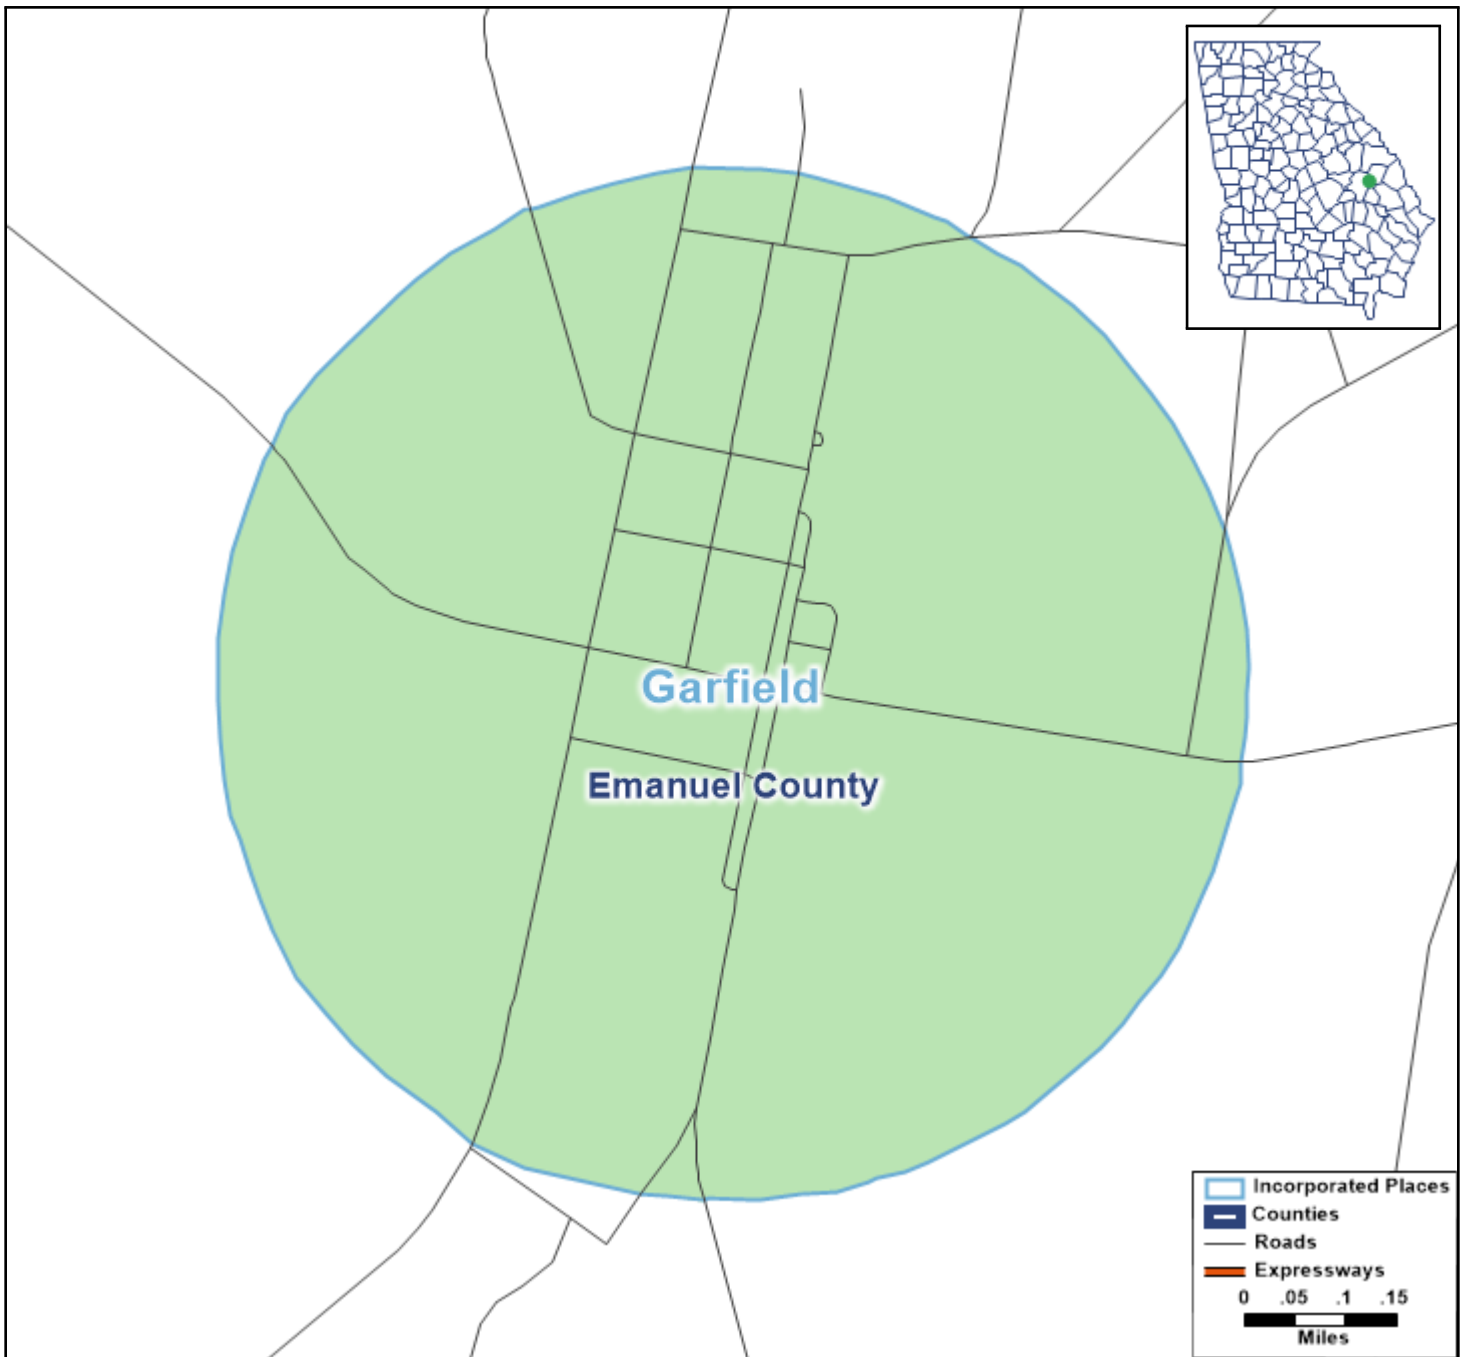 Garfield
Emanuel County
Incorporated Places
Counties
Roads
Expressways
0 .05 .1 .15
Miles